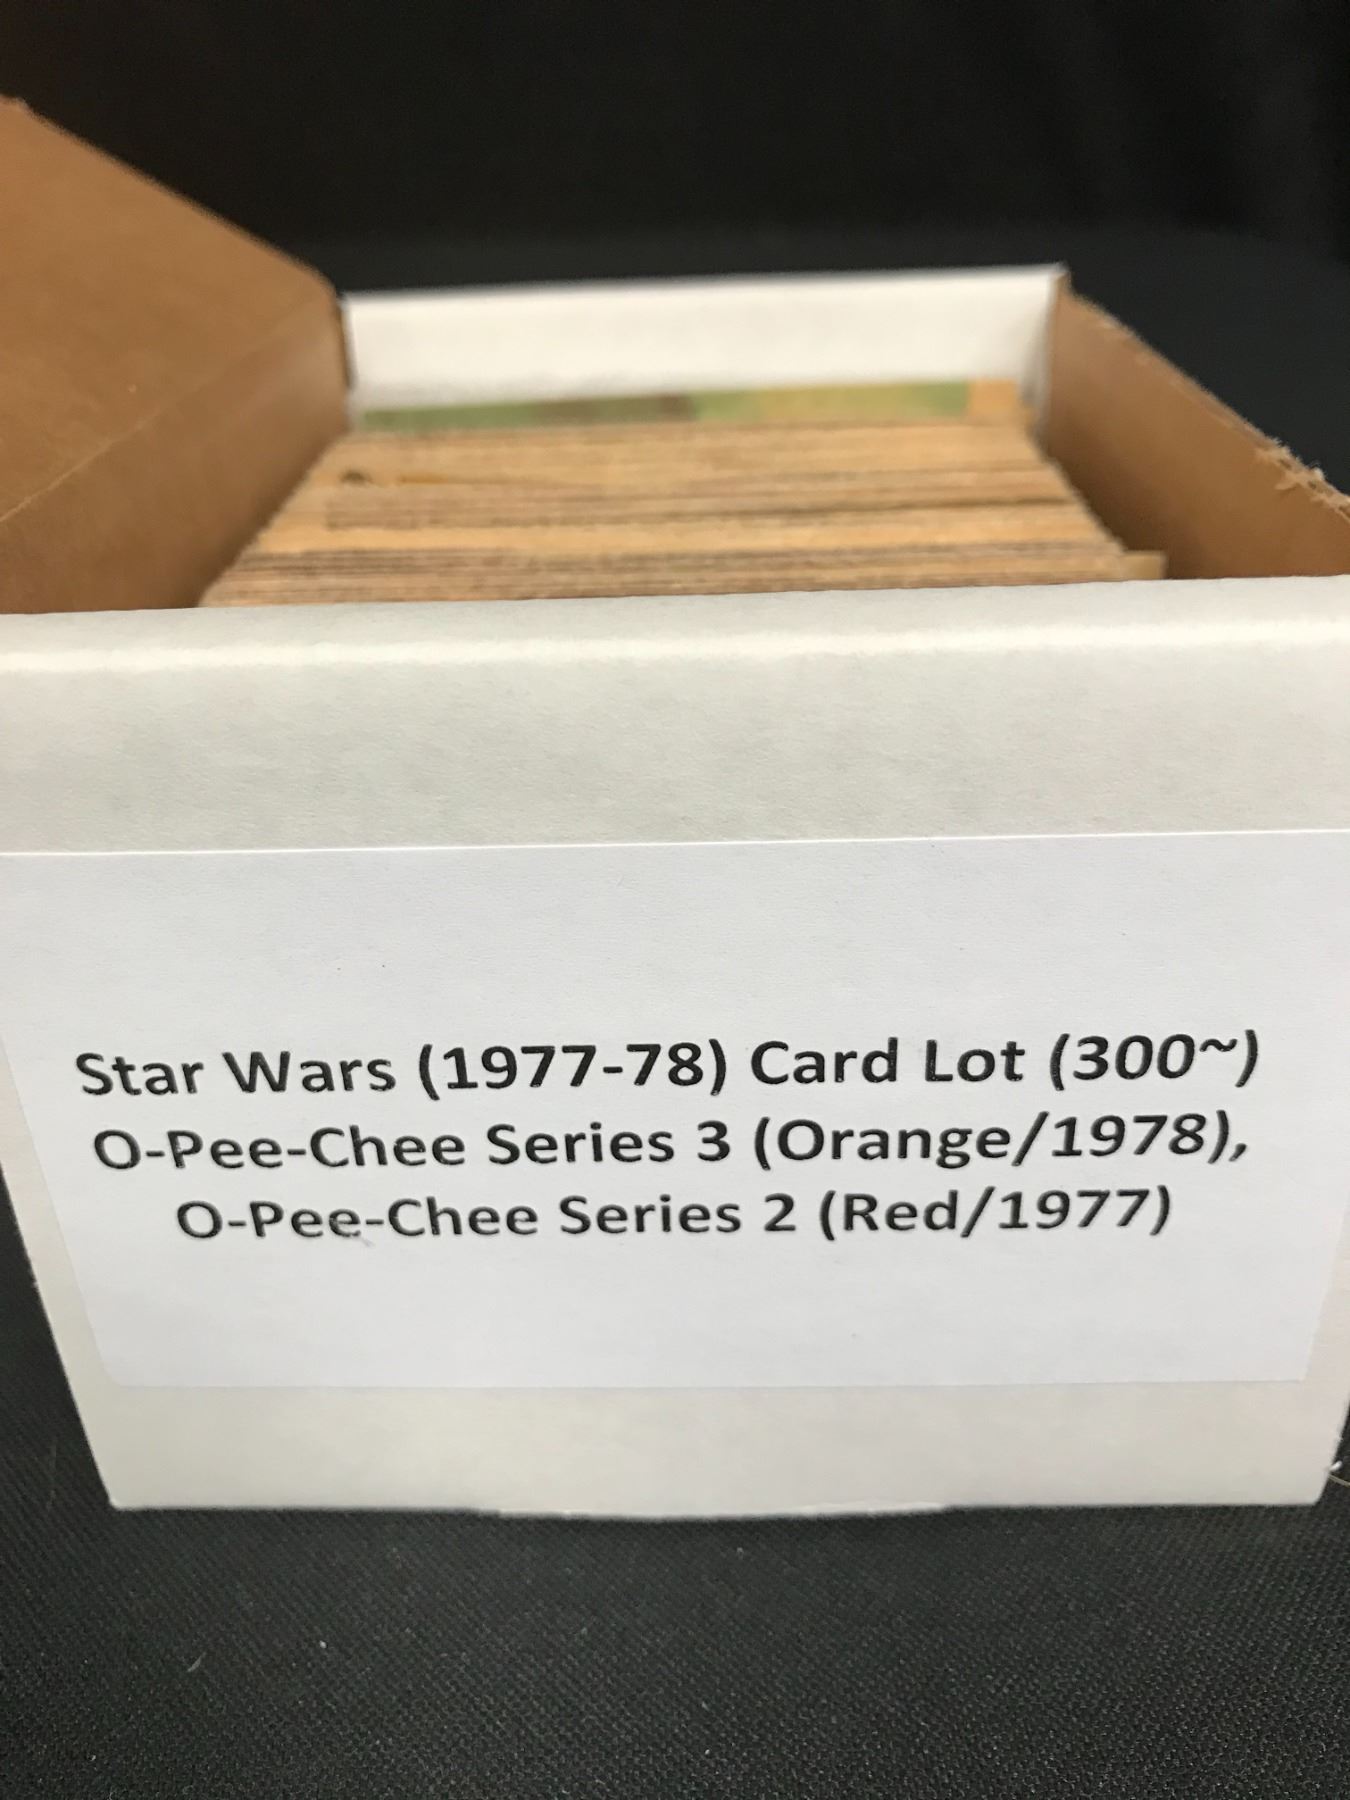 Star Wars (1977-78) Card Lot (300~)
O-Pee-Chee Series 3 (Orange/1978),
O-Pee-Chee Series 2 (Red/1977)